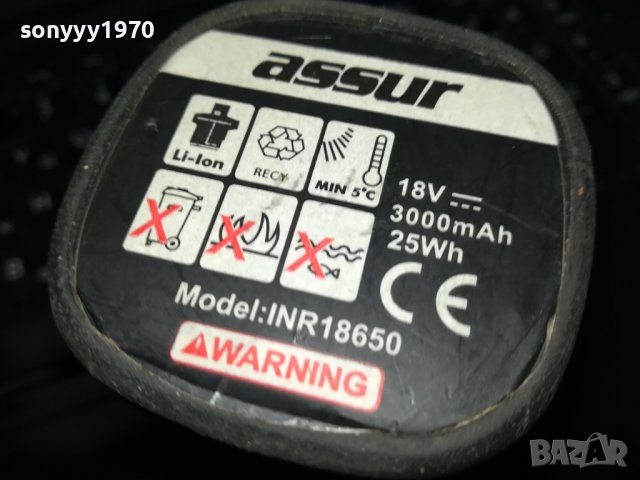 sonyyy1970
assur
Li-Ion
RECY
MIN 5°C
18V
3000mAh
25Wh
CE
Model:INR18650
WARNING
BAZAR